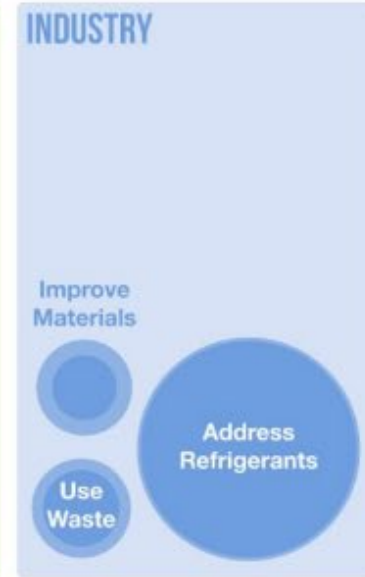 INDUSTRY
Improve
Materials
Address
Refrigerants
Use
Waste